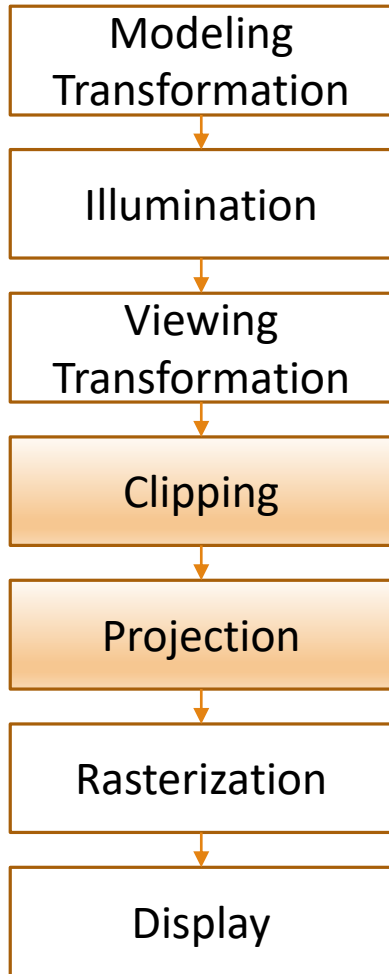 Modeling
Transformation
Illumination
Viewing
Transformation
Clipping
Projection
Rasterization
Display